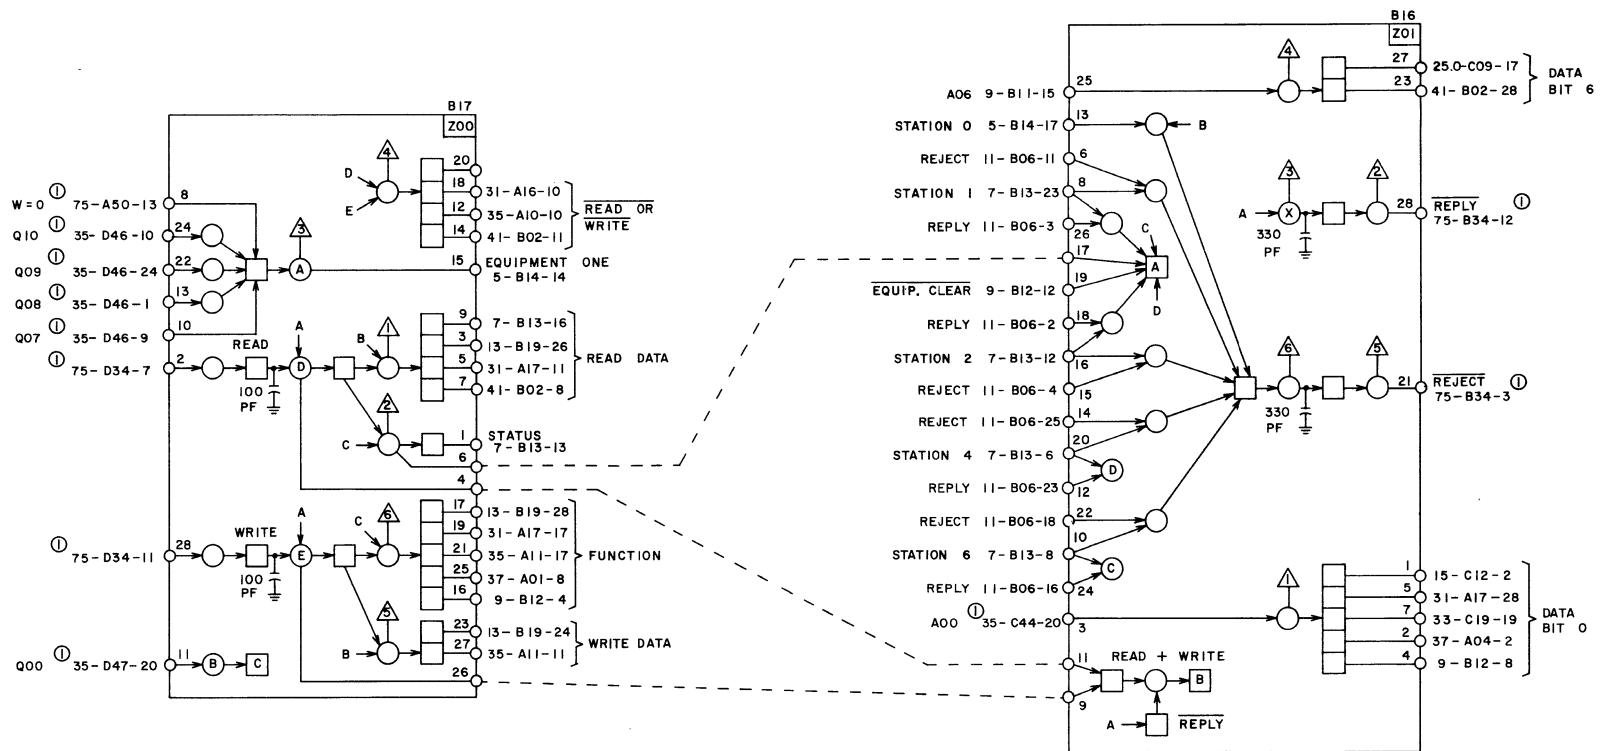 B17
Z00
W=0 ① 75-A50-13 8
Q10 ① 35-D46-10 24
Q09 ① 35-D46-24 22
Q08 ① 35-D46-1 13
Q07 ① 35-D46-9 10
① 75-D34-7 2
READ
100 PF
A
D
3
A
D
E
4
20
18 31-A16-10
12 35-A10-10
14 41-B02-11
READ OR
WRITE
15 EQUIPMENT ONE
5-B14-14
B
1
9 7-B13-16
3 13-B19-26
5 31-A17-11
7 41-B02-8
READ DATA
C
2
1 STATUS
7-B13-13
6
4
① 75-D34-11 28
WRITE
100 PF
A
E
C
6
17 13-B19-28
19 31-A17-17
21 35-A11-17
25 37-A01-8
16 9-B12-4
FUNCTION
B
5
23 13-B19-24
27 35-A11-11
WRITE DATA
26
Q00 ① 35-D47-20 11
B
C
B16
Z01
A06 9-B11-15 25
4
27 25.0-C09-17
23 41-B02-28
DATA
BIT 6
STATION 0 5-B14-17 13
B
REJECT 11-B06-11 6
STATION 1 7-B13-23 8
REPLY 11-B06-3 26
17
EQUIP. CLEAR 9-B12-12 19
C
A
D
REPLY 11-B06-2 18
STATION 2 7-B13-12 16
REJECT 11-B06-4 15
REJECT 11-B06-25 14
STATION 4 7-B13-6 20
REPLY 11-B06-23 12
D
REJECT 11-B06-18 22
STATION 6 7-B13-8 10
REPLY 11-B06-16 24
C
A00 ① 35-C44-20 3
A
X
3
330
PF
2
28 REPLY ①
75-B34-12
6
330
PF
5
21 REJECT ①
75-B34-3
1
1 15-C12-2
5 31-A17-28
7 33-C19-19
2 37-A04-2
4 9-B12-8
DATA
BIT 0
11
9
READ + WRITE
B
A
REPLY